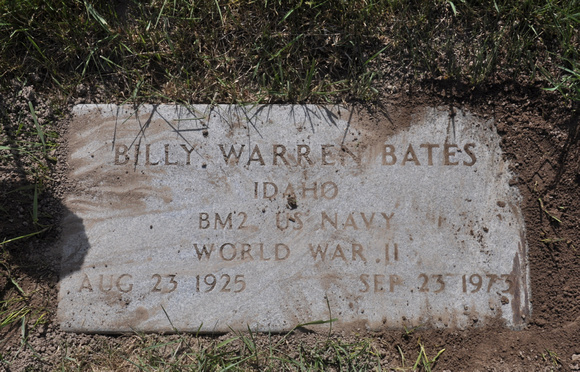 BILLY WARREN BATES
IDAHO
BM2 US NAVY
WORLD WAR II
AUG 23 1925 SEP 23 1973